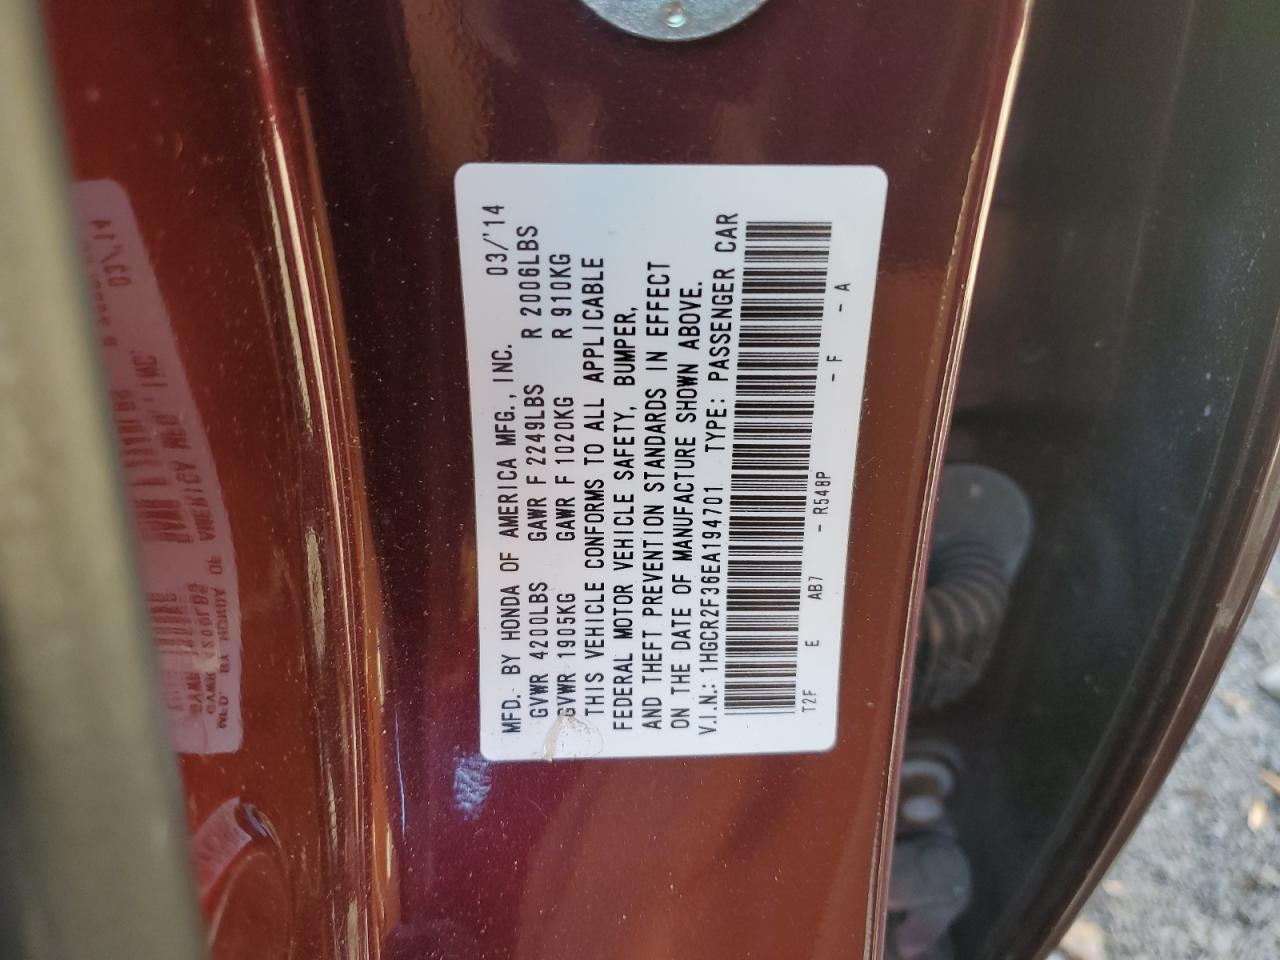 MFD. BY HONDA OF AMERICA MFG., INC. 03/'14
GVWR 4200LBS GAWR F 2249LBS R 2006LBS
GVWR 1905KG GAWR F 1020KG R 910KG
THIS VEHICLE CONFORMS TO ALL APPLICABLE
FEDERAL MOTOR VEHICLE SAFETY, BUMPER,
AND THEFT PREVENTION STANDARDS IN EFFECT
ON THE DATE OF MANUFACTURE SHOWN ABOVE.
V.I.N.: 1HGCR2F36EA194701 TYPE: PASSENGER CAR
T2F E AB7 - R548P - F - A